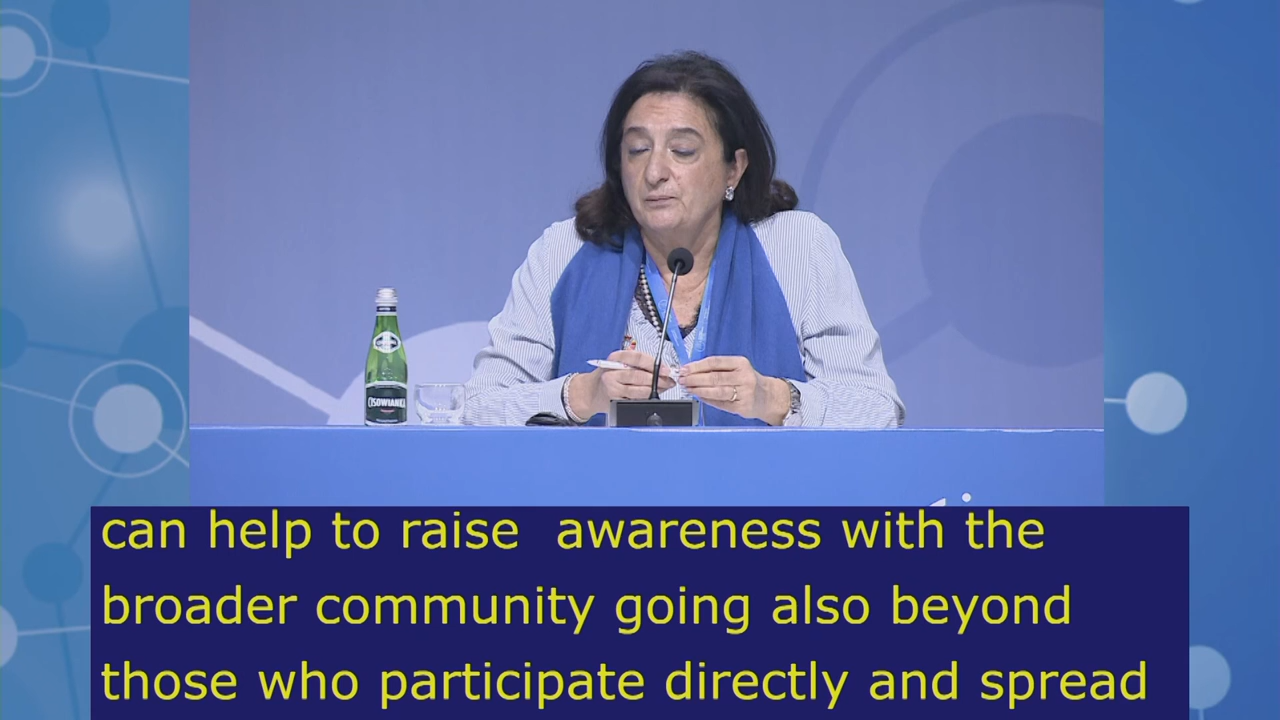 CISOWIANKA
can help to raise  awareness with the
broader community going also beyond
those who participate directly and spread